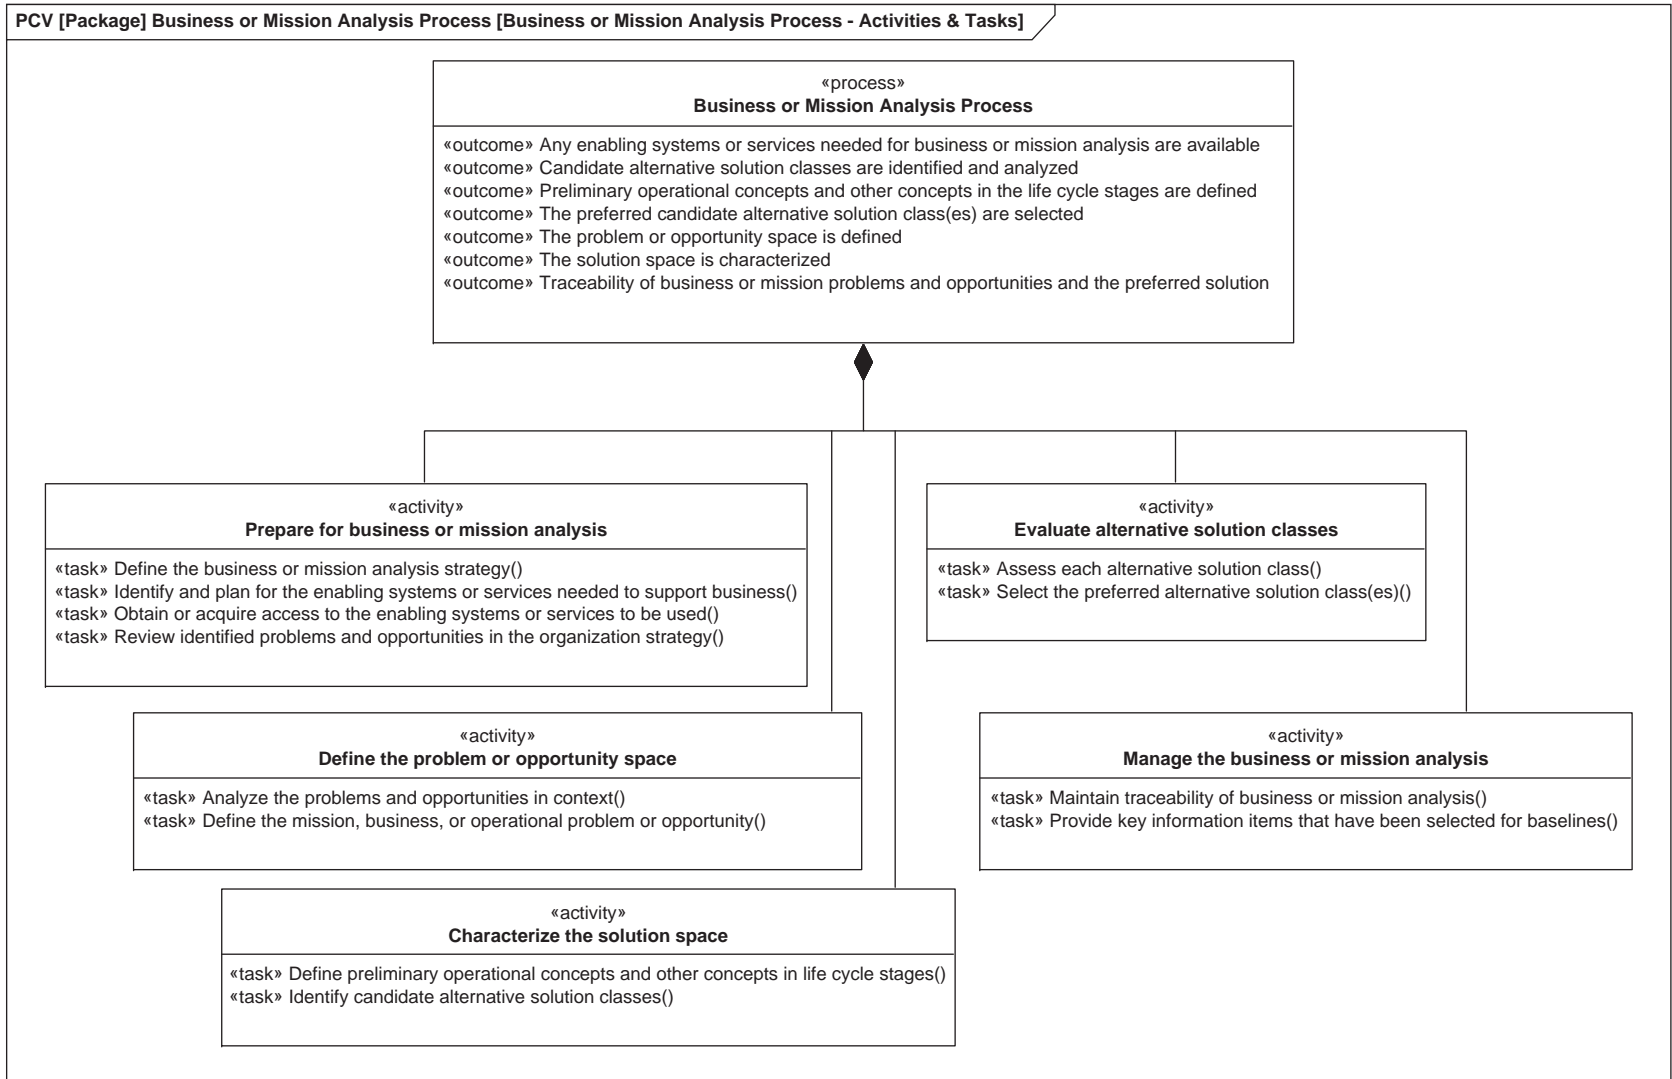 PCV [Package] Business or Mission Analysis Process [Business or Mission Analysis Process - Activities & Tasks]
«process»
Business or Mission Analysis Process
«outcome» Any enabling systems or services needed for business or mission analysis are available
«outcome» Candidate alternative solution classes are identified and analyzed
«outcome» Preliminary operational concepts and other concepts in the life cycle stages are defined
«outcome» The preferred candidate alternative solution class(es) are selected
«outcome» The problem or opportunity space is defined
«outcome» The solution space is characterized
«outcome» Traceability of business or mission problems and opportunities and the preferred solution
«activity»
Prepare for business or mission analysis
«task» Define the business or mission analysis strategy()
«task» Identify and plan for the enabling systems or services needed to support business()
«task» Obtain or acquire access to the enabling systems or services to be used()
«task» Review identified problems and opportunities in the organization strategy()
«activity»
Evaluate alternative solution classes
«task» Assess each alternative solution class()
«task» Select the preferred alternative solution class(es)()
«activity»
Define the problem or opportunity space
«task» Analyze the problems and opportunities in context()
«task» Define the mission, business, or operational problem or opportunity()
«activity»
Manage the business or mission analysis
«task» Maintain traceability of business or mission analysis()
«task» Provide key information items that have been selected for baselines()
«activity»
Characterize the solution space
«task» Define preliminary operational concepts and other concepts in life cycle stages()
«task» Identify candidate alternative solution classes()